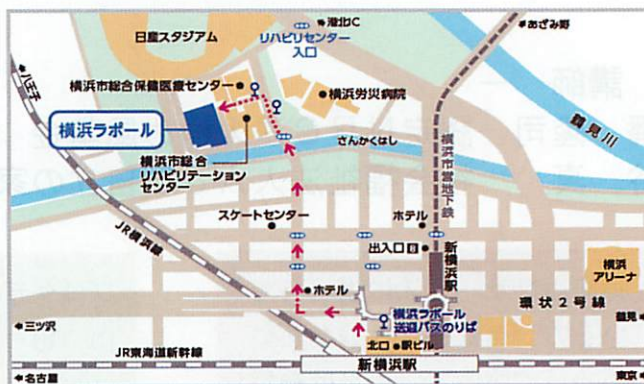 日産スタジアム
港北IC
リハビリセンター
入口
あざみ野
八王子
横浜市総合保健医療センター
横浜労災病院
鶴見川
横浜ラポール
さんかくはし
横浜市総合
リハビリテーション
センター
横浜市営地下鉄
スケートセンター
ホテル
JR横浜線
出入口 8
新横浜駅
横浜
アリーナ
ホテル
環状2号線
横浜ラポール
送迎バスのりば
三ツ沢
鶴見
北口
駅ビル
JR東海道新幹線
新横浜駅
名古屋
東京